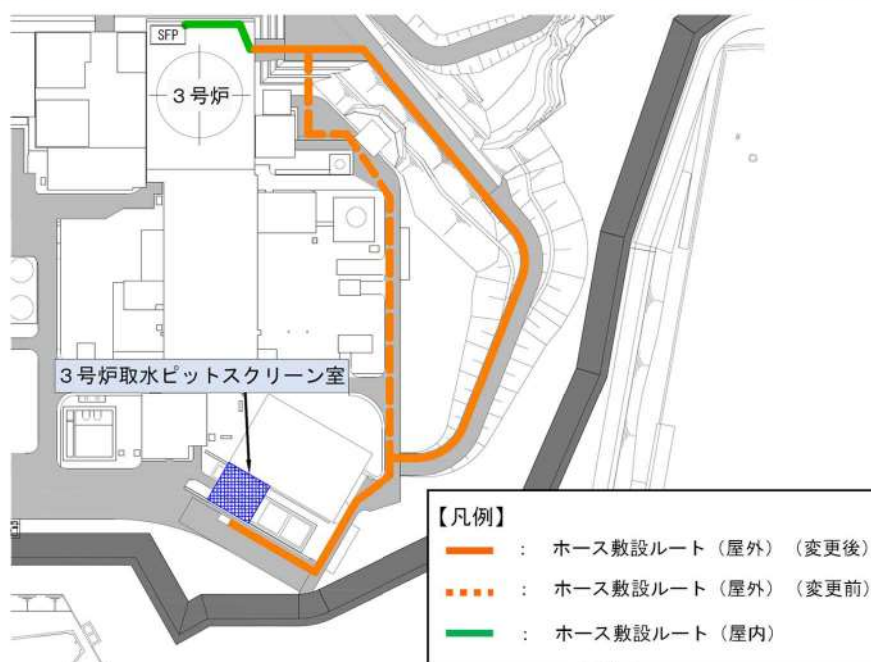 SFP
３号炉
３号炉取水ピットスクリーン室
【凡例】
： ホース敷設ルート（屋外）（変更後）
： ホース敷設ルート（屋外）（変更前）
： ホース敷設ルート（屋内）